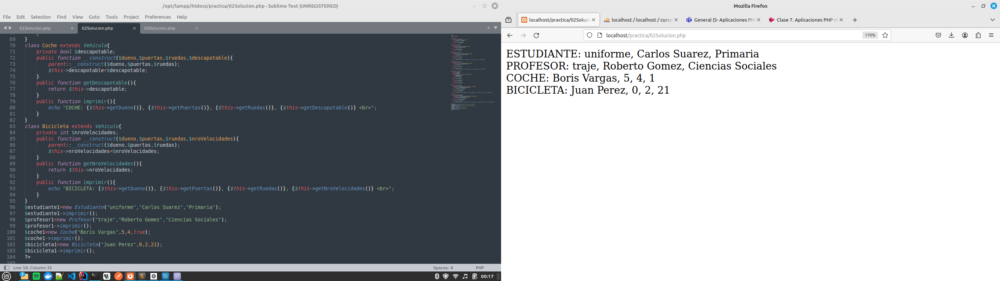 /opt/lampp/htdocs/practica/02Solucion.php - Sublime Text (UNREGISTERED)
File Edit Selection Find View Goto Tools Project Preferences Help
01Solucion.php 02Solucion.php 03Solucion.php
69 }
70 class Coche extends Vehiculo{
71 private bool $descapotable;
72 public function __construct($dueno,$puertas,$ruedas,$descapotable){
73 parent::__construct($dueno,$puertas,$ruedas);
74 $this->descapotable=$descapotable;
75 }
76 public function getDescapotable(){
77 return $this->descapotable;
78 }
79 public function imprimir(){
80 echo "COCHE: {$this->getDueno()}, {$this->getPuertas()}, {$this->getRuedas()}, {$this->getDescapotable()} <br>";
81 }
82 }
83 class Bicicleta extends Vehiculo{
84 private int $nroVelocidades;
85 public function __construct($dueno,$puertas,$ruedas,$nroVelocidades){
86 parent::__construct($dueno,$puertas,$ruedas);
87 $this->nroVelocidades=$nroVelocidades;
88 }
89 public function getNroVelocidades(){
90 return $this->nroVelocidades;
91 }
92 public function imprimir(){
93 echo "BICICLETA: {$this->getDueno()}, {$this->getPuertas()}, {$this->getRuedas()}, {$this->getNroVelocidades()} <br>";
94 }
95 }
96 $estudiante1=new Estudiante("uniforme","Carlos Suarez","Primaria");
97 $estudiante1->imprimir();
98 $profesor1=new Profesor("traje","Roberto Gomez","Ciencias Sociales");
99 $profesor1->imprimir();
100 $coche1=new Coche("Boris Vargas",5,4,true);
101 $coche1->imprimir();
102 $bicicleta1=new Bicicleta("Juan Perez",0,2,21);
103 $bicicleta1->imprimir();
104 ?>
105
Line 19, Column 31 Spaces: 4 PHP
3 00:17
Mozilla Firefox
localhost/practica/02Soluci localhost / localhost / curso General (S- Aplicaciones PH Clase 7. Aplicaciones PHP m
localhost/practica/02Solucion.php 170%
ESTUDIANTE: uniforme, Carlos Suarez, Primaria
PROFESOR: traje, Roberto Gomez, Ciencias Sociales
COCHE: Boris Vargas, 5, 4, 1
BICICLETA: Juan Perez, 0, 2, 21